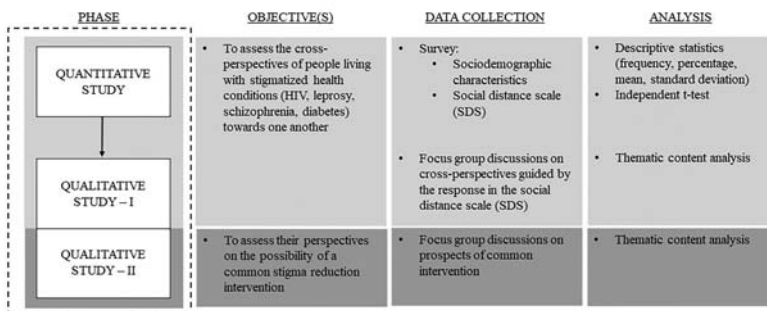 PHASE
QUANTITATIVE
STUDY
QUALITATIVE
STUDY – I
QUALITATIVE
STUDY – II
OBJECTIVE(S)
• To assess the cross-
perspectives of people living
with stigmatized health
conditions (HIV, leprosy,
schizophrenia, diabetes)
towards one another
• To assess their perspectives
on the possibility of a
common stigma reduction
intervention
DATA COLLECTION
• Survey:
• Sociodemographic
characteristics
• Social distance scale
(SDS)
• Focus group discussions on
cross-perspectives guided by
the response in the social
distance scale (SDS)
• Focus group discussions on
prospects of common
intervention
ANALYSIS
• Descriptive statistics
(frequency, percentage,
mean, standard deviation)
• Independent t-test
• Thematic content analysis
• Thematic content analysis